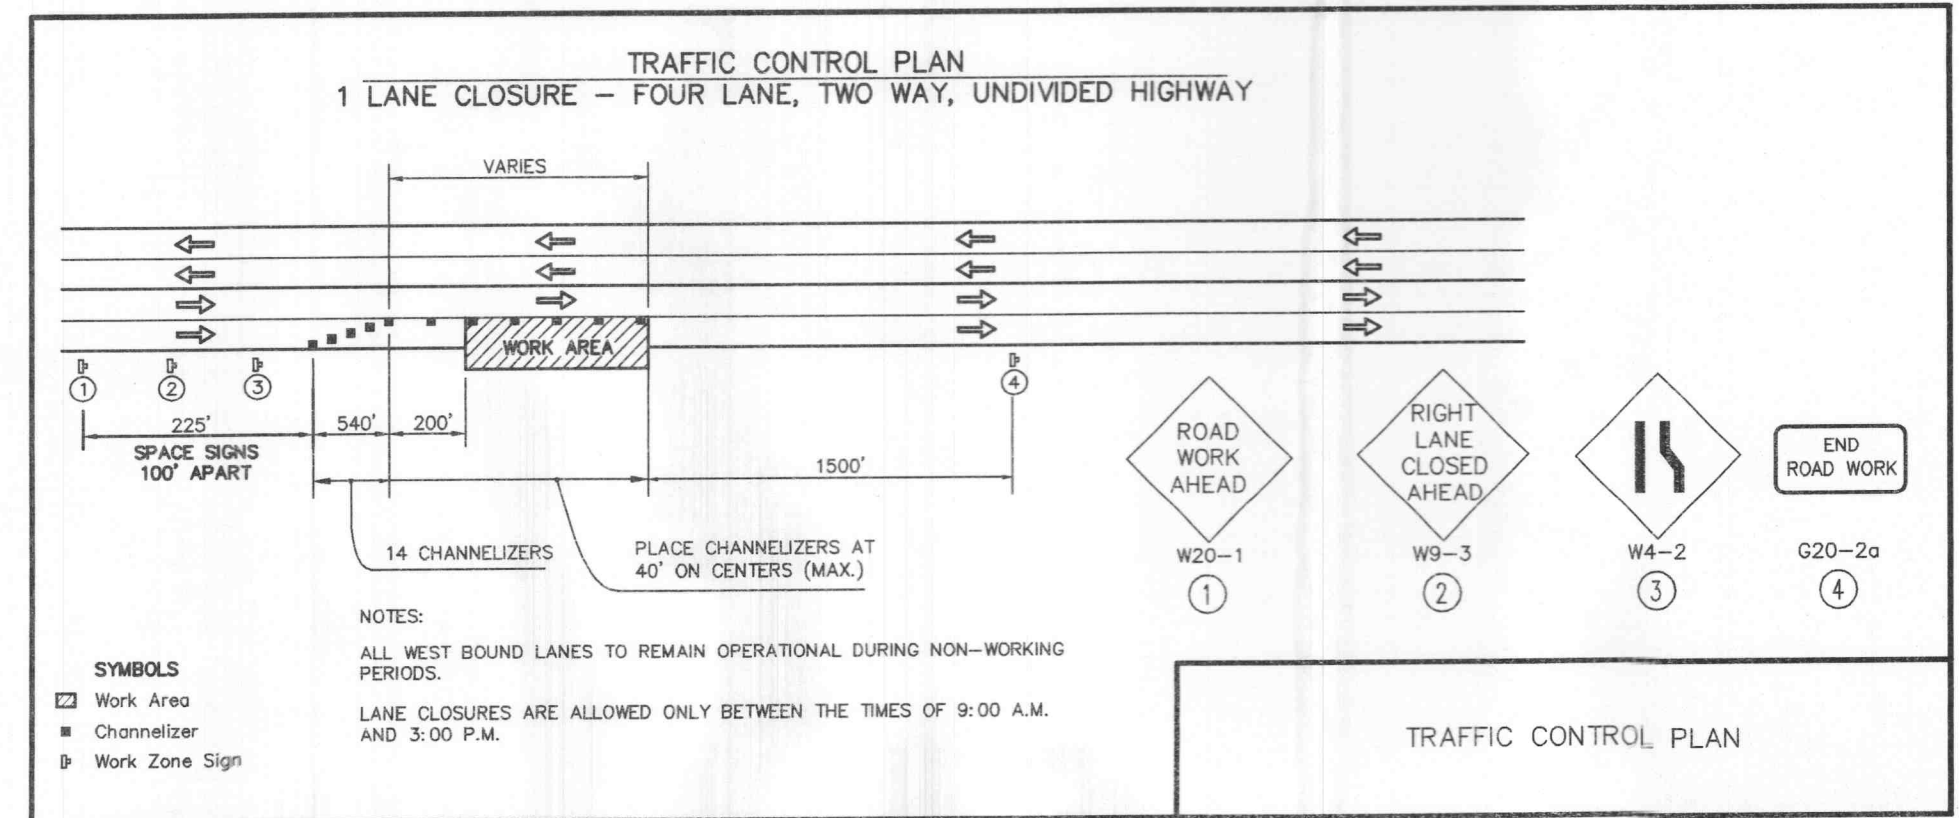 TRAFFIC CONTROL PLAN
1 LANE CLOSURE – FOUR LANE, TWO WAY, UNDIVIDED HIGHWAY
VARIES
WORK AREA
1
2
3
4
225'
540'
200'
SPACE SIGNS
100' APART
1500'
14 CHANNELIZERS
PLACE CHANNELIZERS AT
40' ON CENTERS (MAX.)
ROAD
WORK
AHEAD
W20–1
1
RIGHT
LANE
CLOSED
AHEAD
W9–3
2
W4–2
3
END
ROAD WORK
G20–2a
4
NOTES:
ALL WEST BOUND LANES TO REMAIN OPERATIONAL DURING NON–WORKING
PERIODS.
LANE CLOSURES ARE ALLOWED ONLY BETWEEN THE TIMES OF 9:00 A.M.
AND 3:00 P.M.
SYMBOLS
Work Area
Channelizer
Work Zone Sign
TRAFFIC CONTROL PLAN